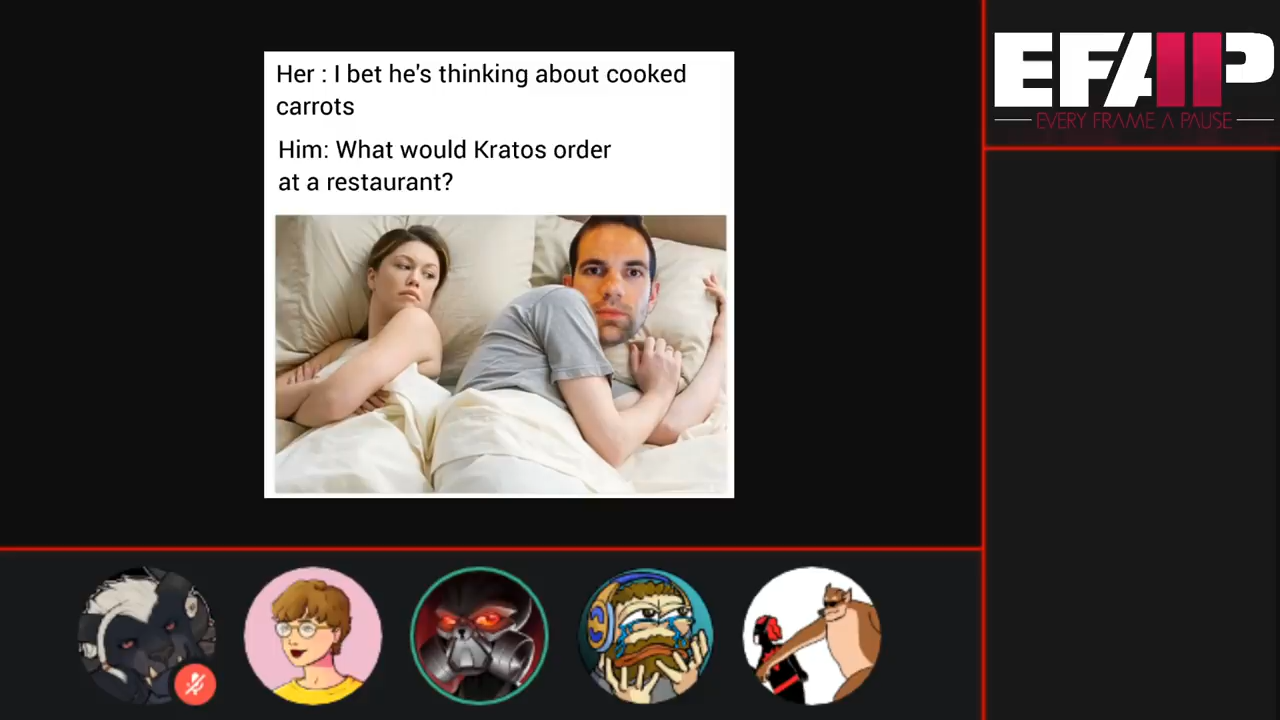 Her : I bet he's thinking about cooked
carrots
Him: What would Kratos order
at a restaurant?
EFAP
EVERY FRAME A PAUSE